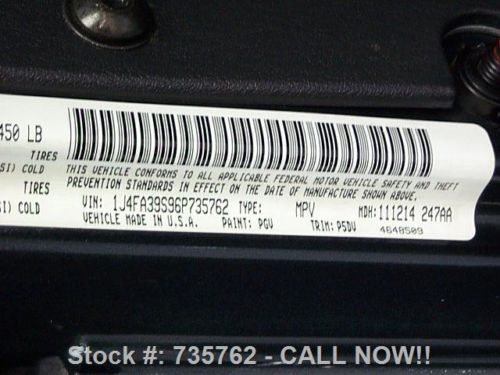 450 LB
TIRES THIS VEHICLE CONFORMS TO ALL APPLICABLE FEDERAL MOTOR VEHICLE SAFETY AND THEFT
SI) COLD PREVENTION STANDARDS IN EFFECT ON THE DATE OF MANUFACTURE SHOWN ABOVE.
TIRES VIN: 1J4FA39S96P735762 TYPE: MPV MDH: 111214 247AA
SI) COLD VEHICLE MADE IN U.S.A. PAINT: PGV TRIM: P5DV 4648509
Stock #: 735762 - CALL NOW!!